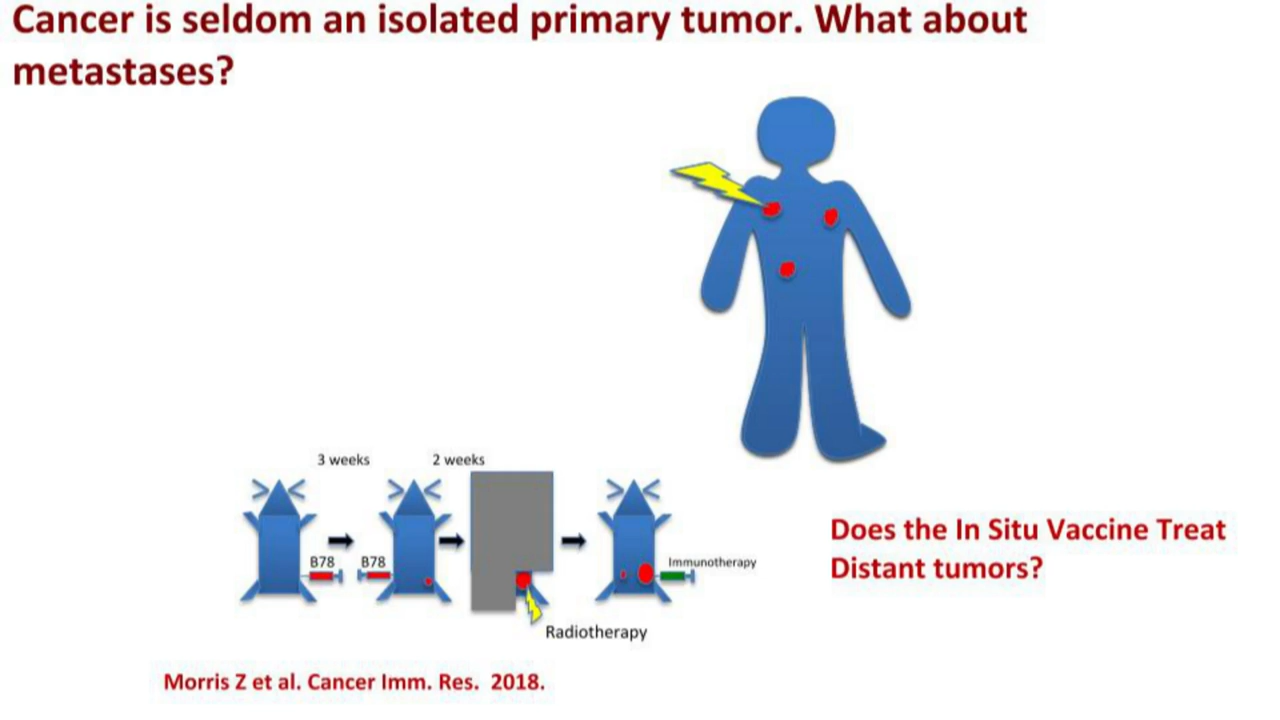 Cancer is seldom an isolated primary tumor. What about
metastases?
3 weeks
2 weeks
B78
B78
Immunotherapy
Radiotherapy
Does the In Situ Vaccine Treat
Distant tumors?
Morris Z et al. Cancer Imm. Res.  2018.